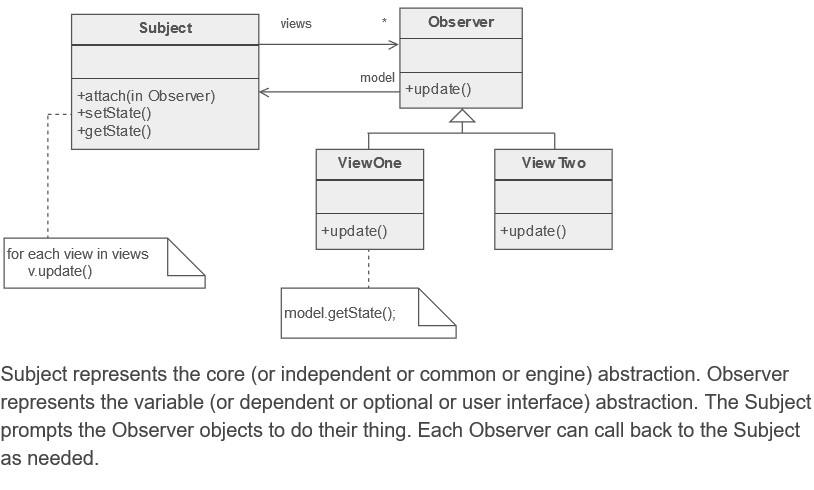 Subject
views
*
Observer
model
+attach(in Observer)
+setState()
+getState()
+update()
ViewOne
View Two
+update()
+update()
for each view in views
v.update()
model.getState();
Subject represents the core (or independent or common or engine) abstraction. Observer
represents the variable (or dependent or optional or user interface) abstraction. The Subject
prompts the Observer objects to do their thing. Each Observer can call back to the Subject
as needed.